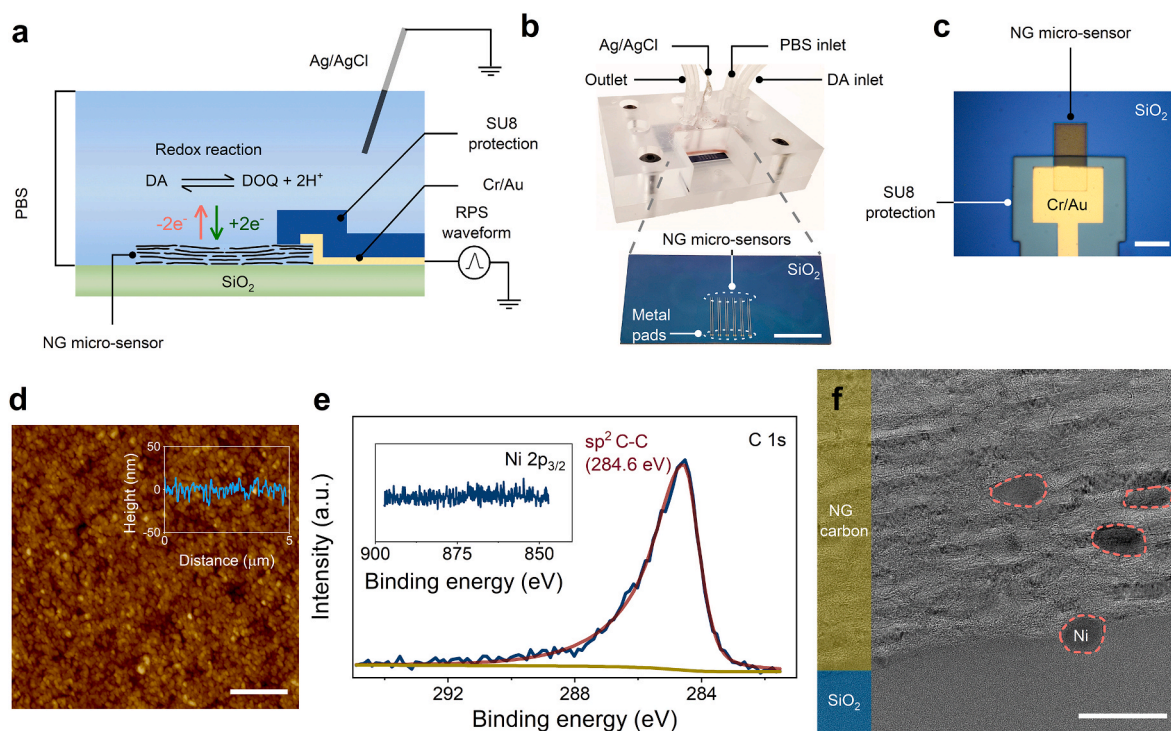 a
Ag/AgCl
SU8
protection
Redox reaction
DA ⇌ DOQ + 2H⁺
Cr/Au
-2e⁻ +2e⁻
RPS
waveform
PBS
SiO₂
NG micro-sensor
b
Ag/AgCl
PBS inlet
Outlet
DA inlet
NG micro-sensors
SiO₂
Metal
pads
c
NG micro-sensor
SiO₂
SU8
protection
Cr/Au
d
50
0
-50
Height (nm)
0
5
Distance (μm)
e
C 1s
sp² C-C
(284.6 eV)
Ni 2p₃/₂
900 875 850
Binding energy
(eV)
Intensity (a.u.)
292 288 284
Binding energy (eV)
f
NG
carbon
Ni
SiO₂